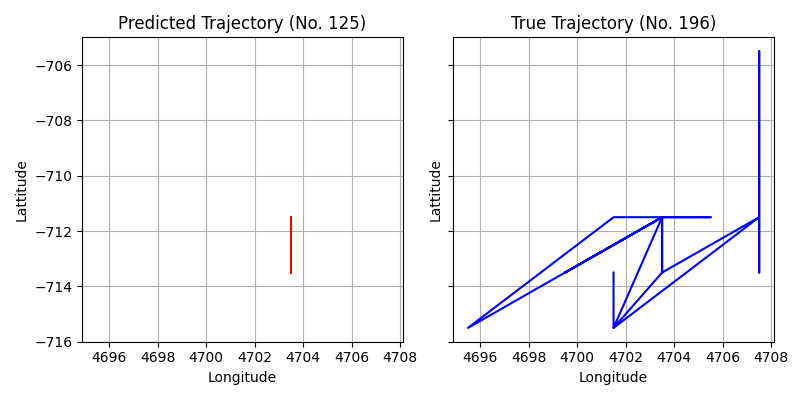 Predicted Trajectory (No. 125)
Lattitude
−706
−708
−710
−712
−714
−716
4696 4698 4700 4702 4704 4706 4708
Longitude
True Trajectory (No. 196)
Lattitude
4696 4698 4700 4702 4704 4706 4708
Longitude